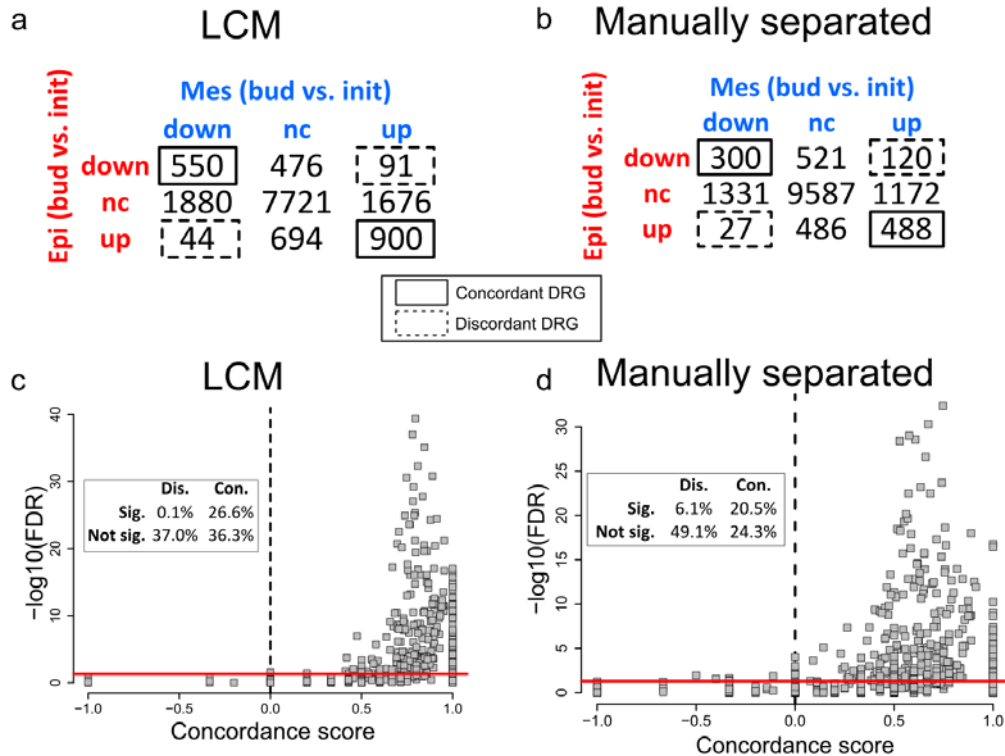 a
LCM
Mes (bud vs. init)
down nc up
Epi (bud vs. init)
down 550 476 91
nc 1880 7721 1676
up 44 694 900
b
Manually separated
Mes (bud vs. init)
down nc up
Epi (bud vs. init)
down 300 521 120
nc 1331 9587 1172
up 27 486 488
Concordant DRG
Discordant DRG
c
LCM
−log10(FDR)
40
30
20
10
0
Dis. Con.
Sig. 0.1% 26.6%
Not sig. 37.0% 36.3%
−1.0 −0.5 0.0 0.5 1.0
Concordance score
d
Manually separated
−log10(FDR)
30
25
20
15
10
5
0
Dis. Con.
Sig. 6.1% 20.5%
Not sig. 49.1% 24.3%
−1.0 −0.5 0.0 0.5 1.0
Concordance score